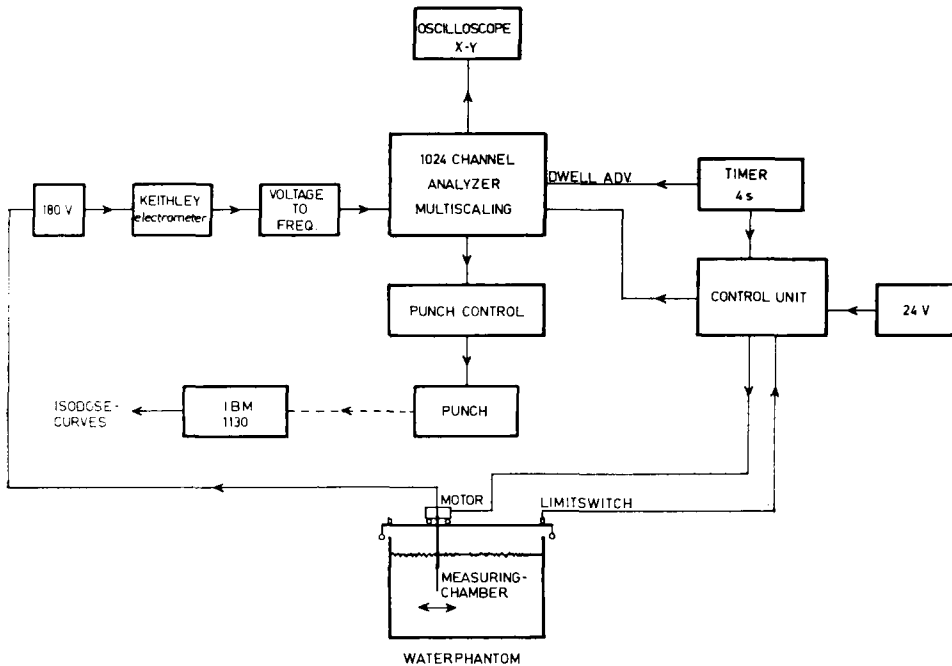 OSCILLOSCOPE
X-Y
1024 CHANNEL
ANALYZER
MULTISCALING
DWELL ADV.
TIMER
4 s
180 V
KEITHLEY
electrometer
VOLTAGE
TO
FREQ.
PUNCH CONTROL
CONTROL UNIT
24 V
ISODOSE-
CURVES
IBM
1130
PUNCH
MOTOR
LIMITSWITCH
MEASURING-
CHAMBER
WATERPHANTOM